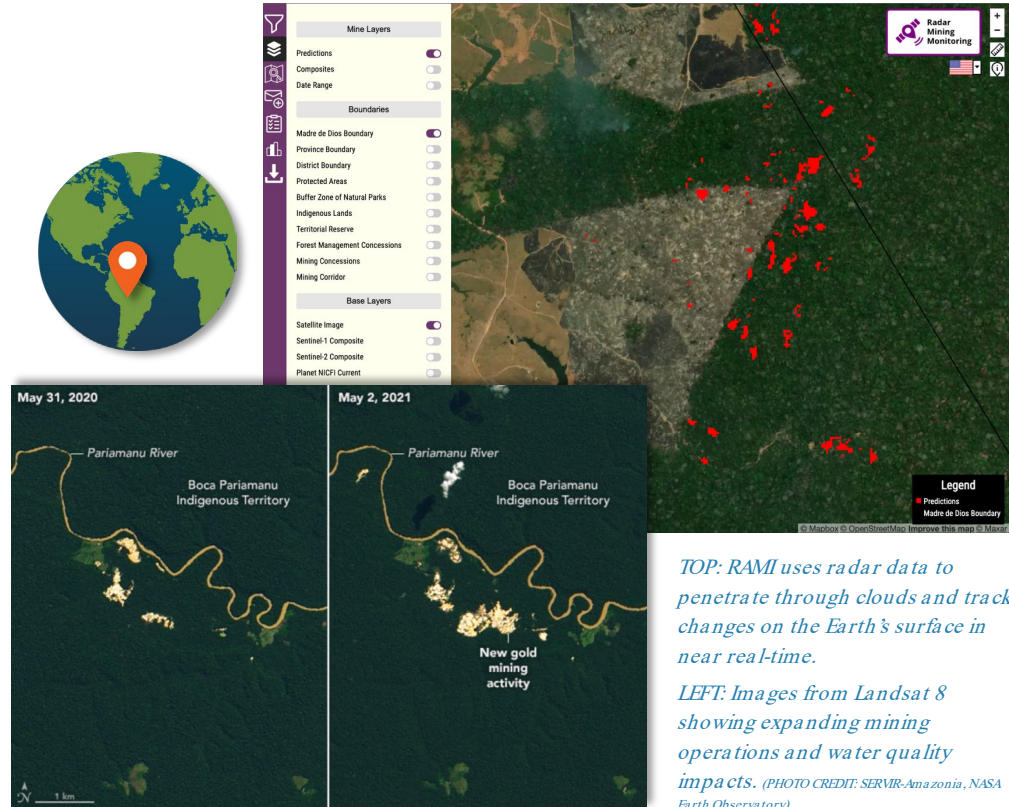 Mine Layers
Predictions
Composites
Date Range
Boundaries
Madre de Dios Boundary
Province Boundary
District Boundary
Protected Areas
Buffer Zone of Natural Parks
Indigenous Lands
Territorial Reserve
Forest Management Concessions
Mining Concessions
Mining Corridor
Base Layers
Satellite Image
Sentinel-1 Composite
Sentinel-2 Composite
Planet NICFI Current
Radar
Mining
Monitoring
+
−
Legend
Predictions
Madre de Dios Boundary
© Mapbox © OpenStreetMap Improve this map © Maxar
May 31, 2020
Pariamanu River
Boca Pariamanu
Indigenous Territory
N
1 km
May 2, 2021
Pariamanu River
Boca Pariamanu
Indigenous Territory
New gold
mining
activity
TOP: RAMI uses radar data to
penetrate through clouds and track
changes on the Earth's surface in
near real-time.
LEFT: Images from Landsat 8
showing expanding mining
operations and water quality
impacts. (PHOTO CREDIT: SERVIR-Amazonia, NASA
Earth Observatory)